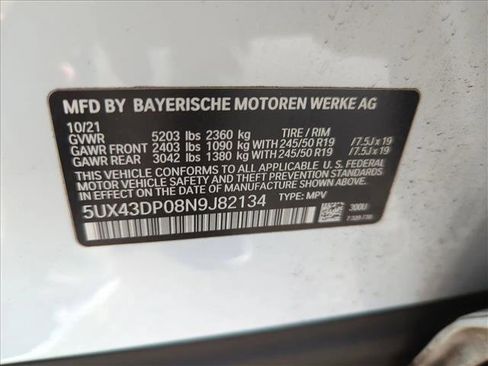 MFD BY BAYERISCHE MOTOREN WERKE AG
10/21
GVWR 5203 lbs 2360 kg TIRE / RIM
GAWR FRONT 2403 lbs 1090 kg WITH 245/50 R19 /7.5J x 19
GAWR REAR 3042 lbs 1380 kg WITH 245/50 R19 /7.5J x 19
THIS VEHICLE CONFORMS TO ALL APPLICABLE U. S. FEDERAL
MOTOR VEHICLE SAFETY AND THEFT PREVENTION STANDARDS
IN EFFECT ON THE DATE OF MANUFACTURE SHOWN ABOVE.
5UX43DP08N9J82134 TYPE: MPV
300U